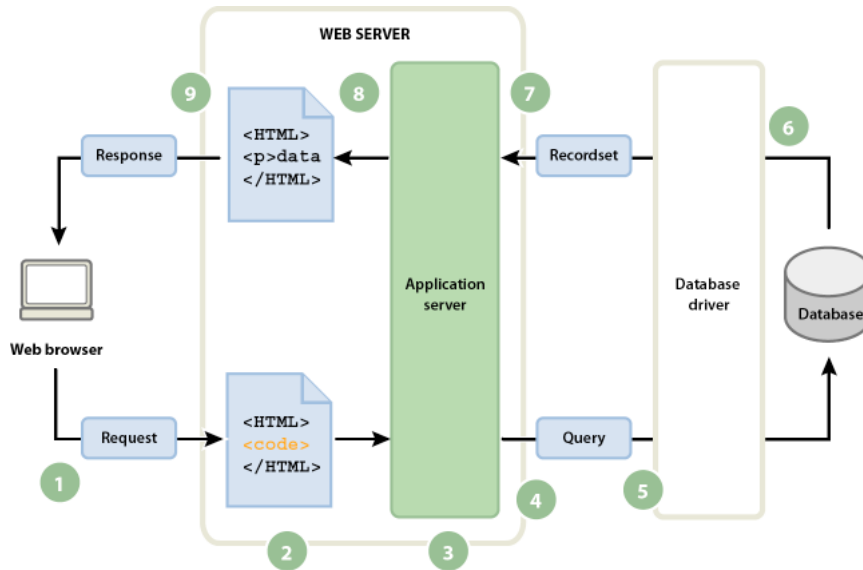 WEB SERVER
9
8
7
6
<HTML>
<p>data
</HTML>
Response
Recordset
Application
server
Database
driver
Database
Web browser
<HTML>
<code>
</HTML>
Request
Query
1
2
3
4
5